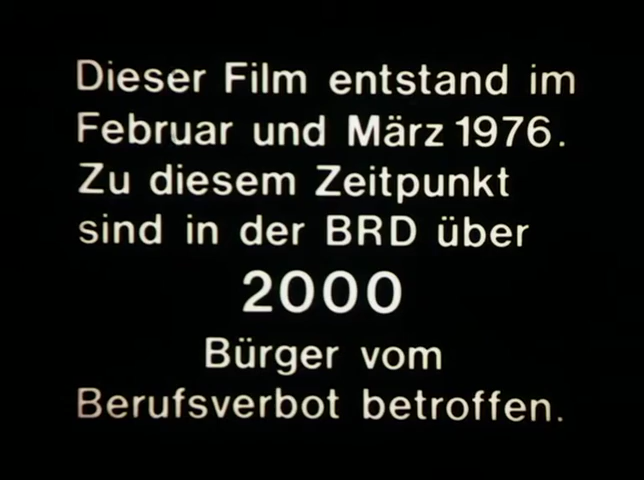 Dieser Film entstand im
Februar und März 1976.
Zu diesem Zeitpunkt
sind in der BRD über
2000
Bürger vom
Berufsverbot betroffen.